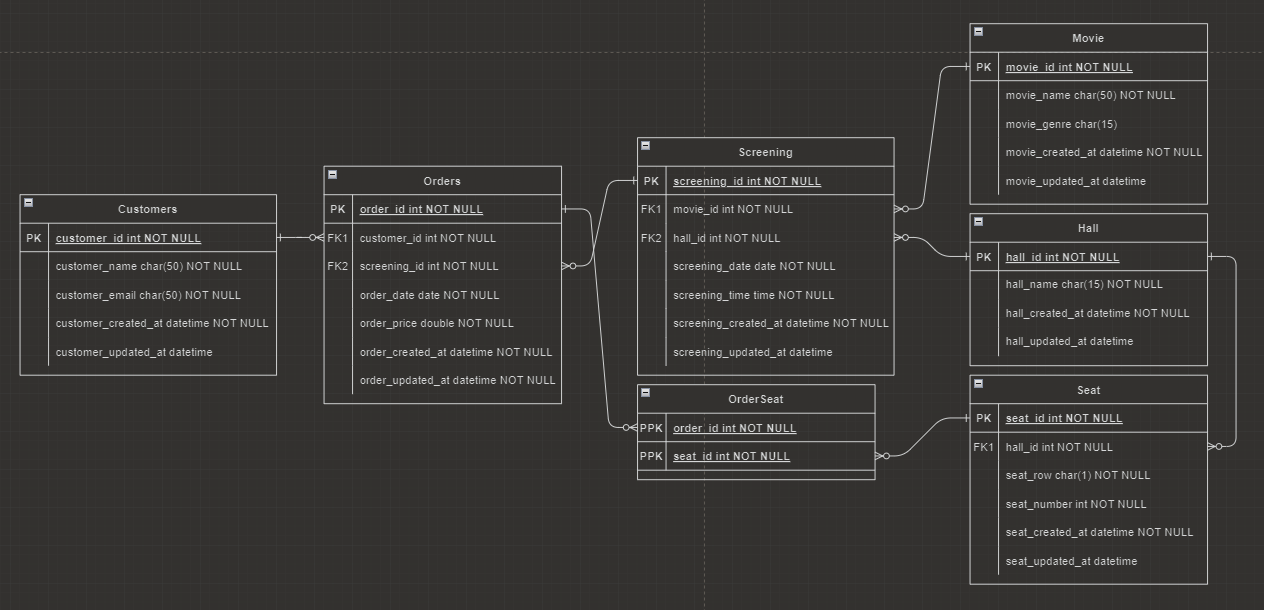 Customers
PK customer_id int NOT NULL
customer_name char(50) NOT NULL
customer_email char(50) NOT NULL
customer_created_at datetime NOT NULL
customer_updated_at datetime
Orders
PK order_id int NOT NULL
FK1 customer_id int NOT NULL
FK2 screening_id int NOT NULL
order_date date NOT NULL
order_price double NOT NULL
order_created_at datetime NOT NULL
order_updated_at datetime NOT NULL
Screening
PK screening_id int NOT NULL
FK1 movie_id int NOT NULL
FK2 hall_id int NOT NULL
screening_date date NOT NULL
screening_time time NOT NULL
screening_created_at datetime NOT NULL
screening_updated_at datetime
OrderSeat
PPK order_id int NOT NULL
PPK seat_id int NOT NULL
Movie
PK movie_id int NOT NULL
movie_name char(50) NOT NULL
movie_genre char(15)
movie_created_at datetime NOT NULL
movie_updated_at datetime
Hall
PK hall_id int NOT NULL
hall_name char(15) NOT NULL
hall_created_at datetime NOT NULL
hall_updated_at datetime
Seat
PK seat_id int NOT NULL
FK1 hall_id int NOT NULL
seat_row char(1) NOT NULL
seat_number int NOT NULL
seat_created_at datetime NOT NULL
seat_updated_at datetime